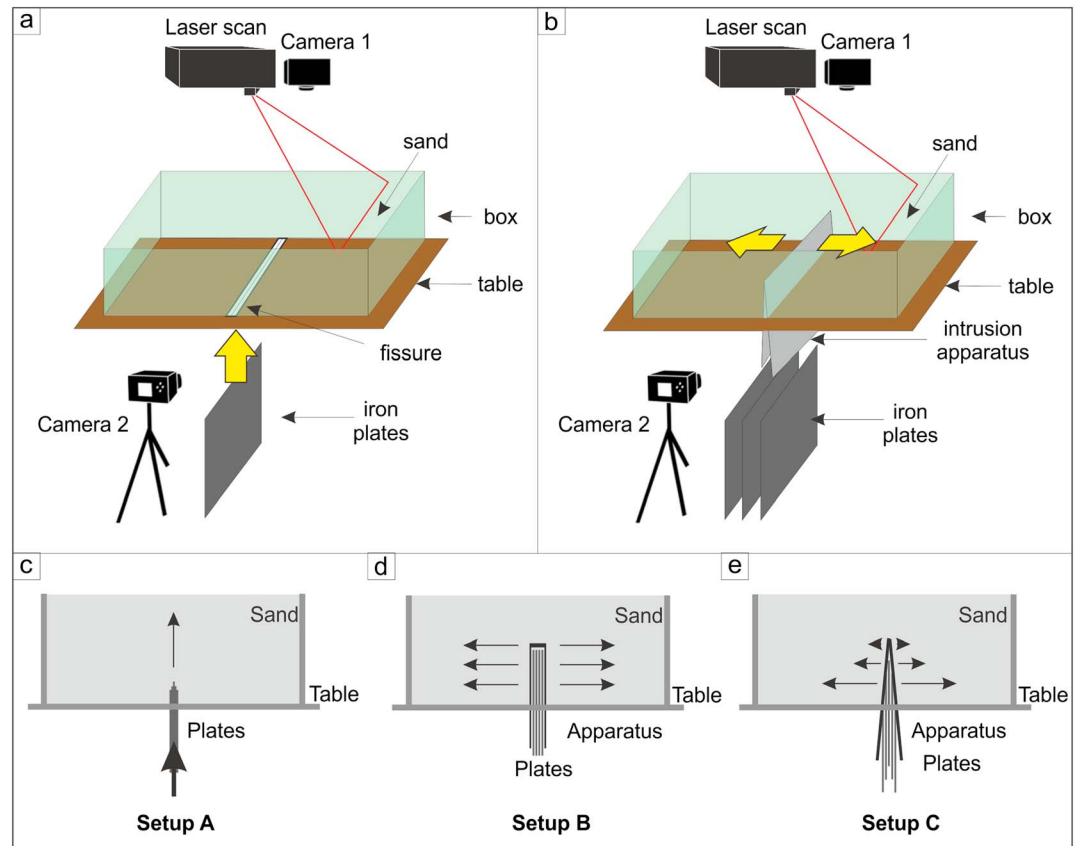 a
Laser scan
Camera 1
sand
box
table
fissure
Camera 2
iron
plates
b
Laser scan
Camera 1
sand
box
table
intrusion
apparatus
Camera 2
iron
plates
c
Sand
Table
Plates
Setup A
d
Sand
Table
Apparatus
Plates
Setup B
e
Sand
Table
Apparatus
Plates
Setup C